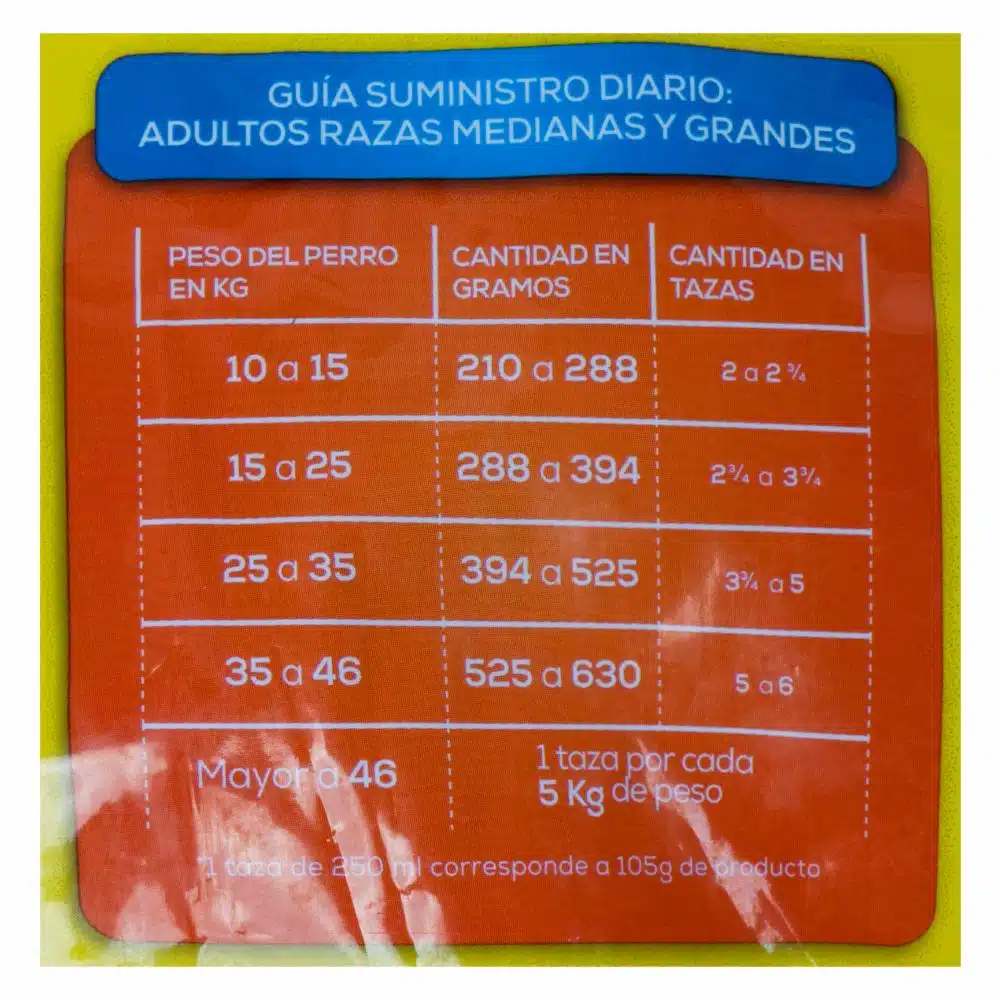 GUÍA SUMINISTRO DIARIO:
ADULTOS RAZAS MEDIANAS Y GRANDES
PESO DEL PERRO
EN KG
CANTIDAD EN
GRAMOS
CANTIDAD EN
TAZAS
10 a 15
210 a 288
2 a 2 ¾
15 a 25
288 a 394
2¾ a 3¾
25 a 35
394 a 525
3¾ a 5
35 a 46
525 a 630
5 a 6
Mayor a 46
1 taza por cada
5 Kg de peso
*1 taza de 250 ml corresponde a 105g de producto